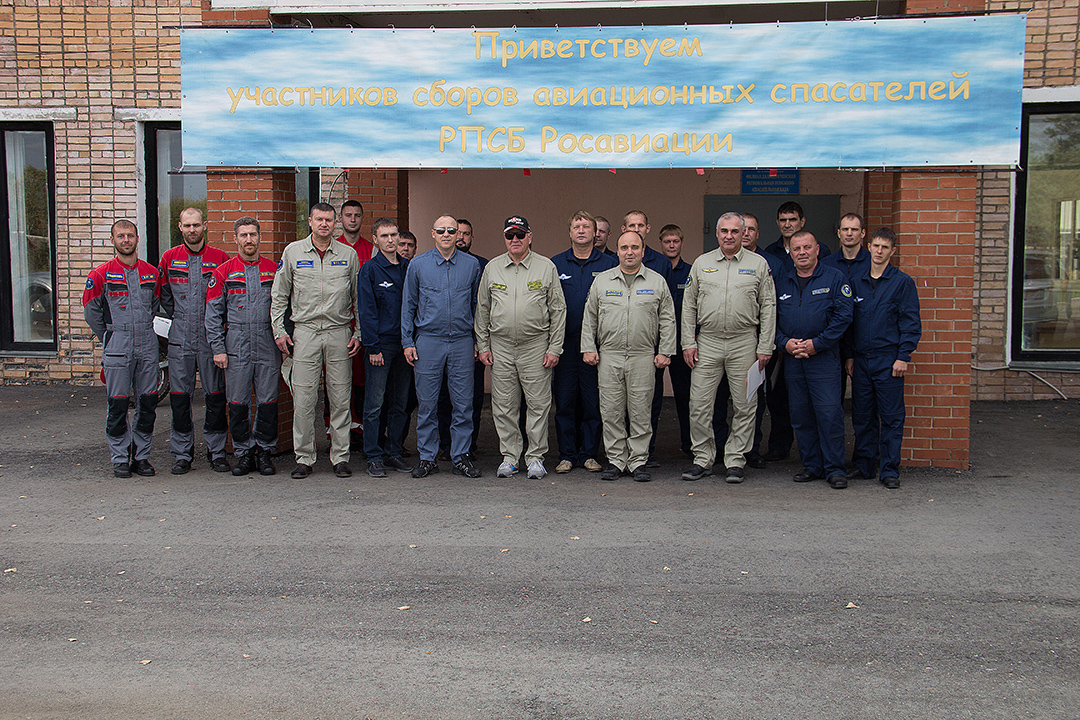 Приветствуем
участников сборов авиационных спасателей
РПСБ Росавиации